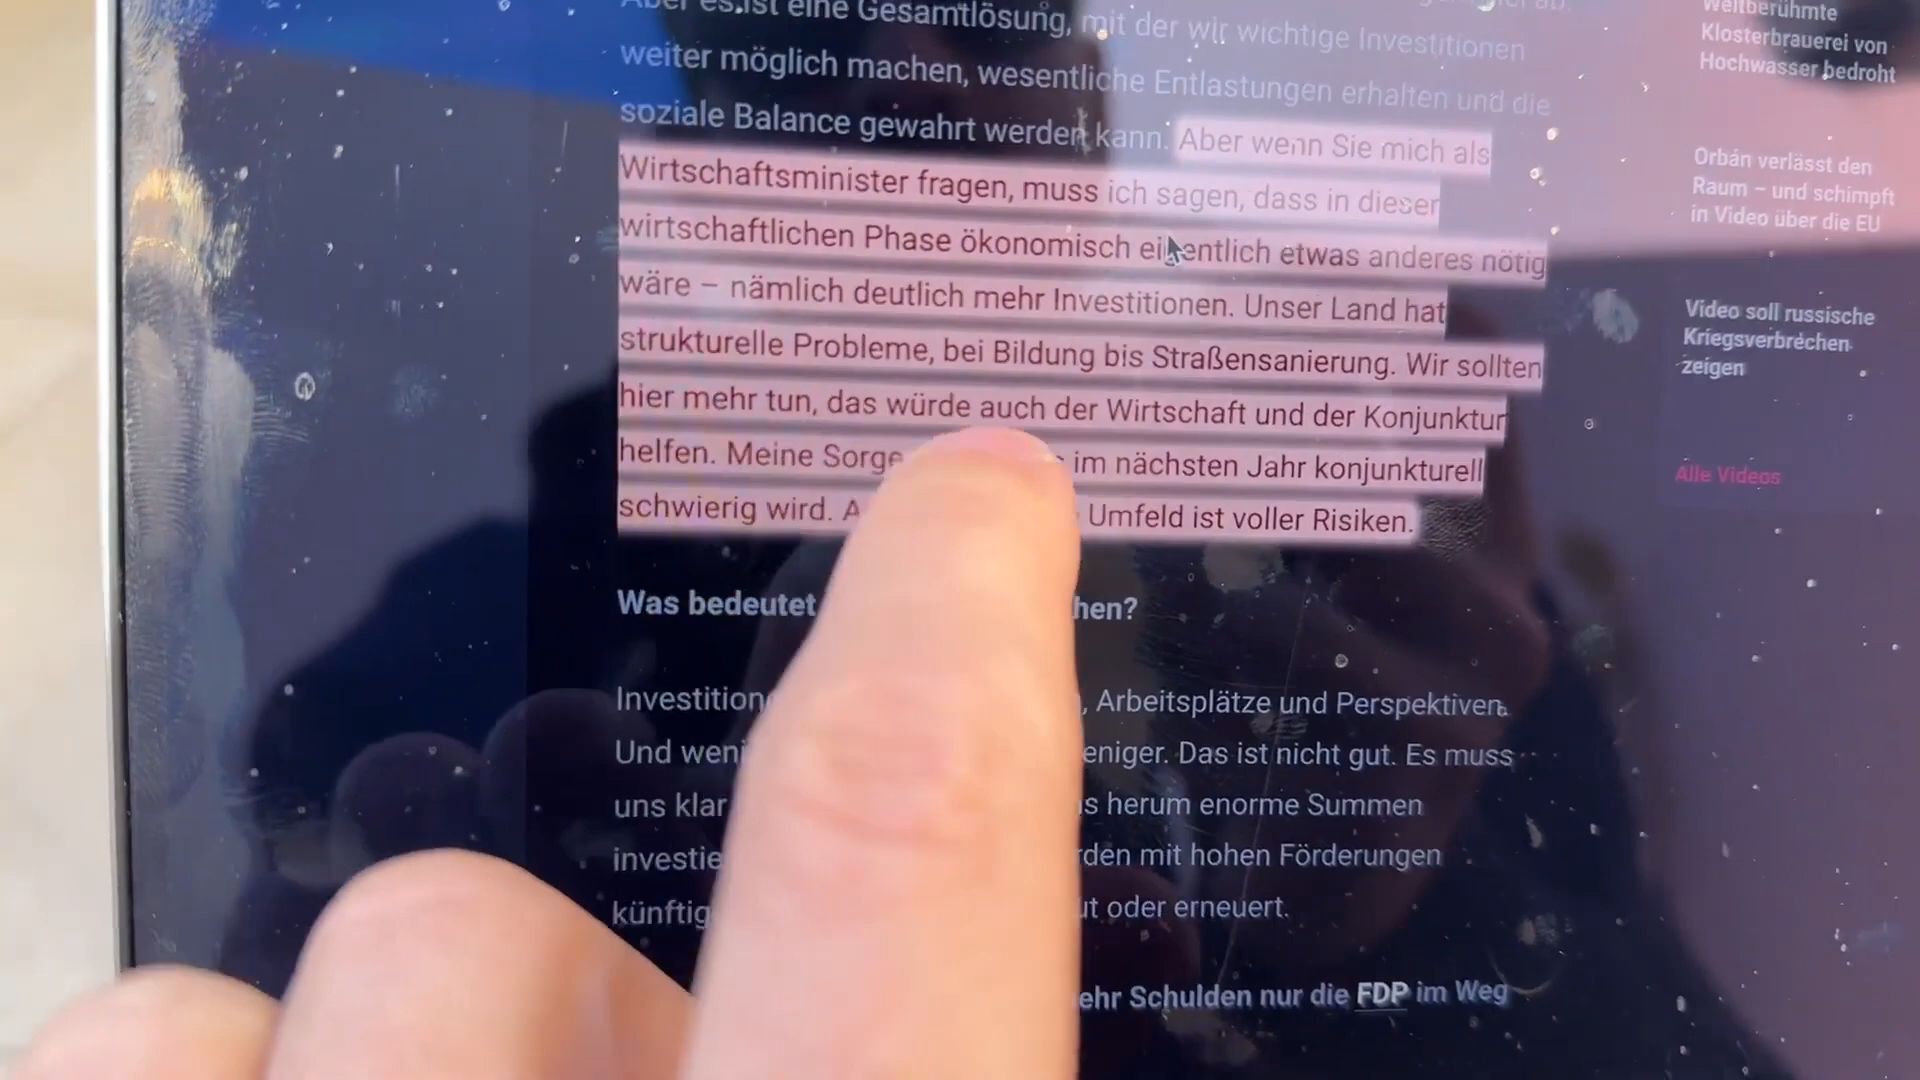 Aber es ist eine Gesamtlösung, mit der wir wichtige Investitionen
weiter möglich machen, wesentliche Entlastungen erhalten und die
soziale Balance gewahrt werden kann. Aber wenn Sie mich als
Wirtschaftsminister fragen, muss ich sagen, dass in dieser
wirtschaftlichen Phase ökonomisch eigentlich etwas anderes nötig
wäre – nämlich deutlich mehr Investitionen. Unser Land hat
strukturelle Probleme, bei Bildung bis Straßensanierung. Wir sollten
hier mehr tun, das würde auch der Wirtschaft und der Konjunktur
helfen. Meine Sorge im nächsten Jahr konjunkturell
schwierig wird. Umfeld ist voller Risiken.
Was bedeutet
Investition , Arbeitsplätze und Perspektiven.
Und weniger. Das ist nicht gut. Es muss
uns klar herum enorme Summen
mit hohen Förderungen
künftig oder erneuert.
Schulden nur die FDP im Weg
Weltberühmte
Klosterbrauerei von
Hochwasser bedroht
Orbán verlässt den
Raum – und schimpft
in Video über die EU
Video soll russische
Kriegsverbrechen
zeigen
Alle Videos